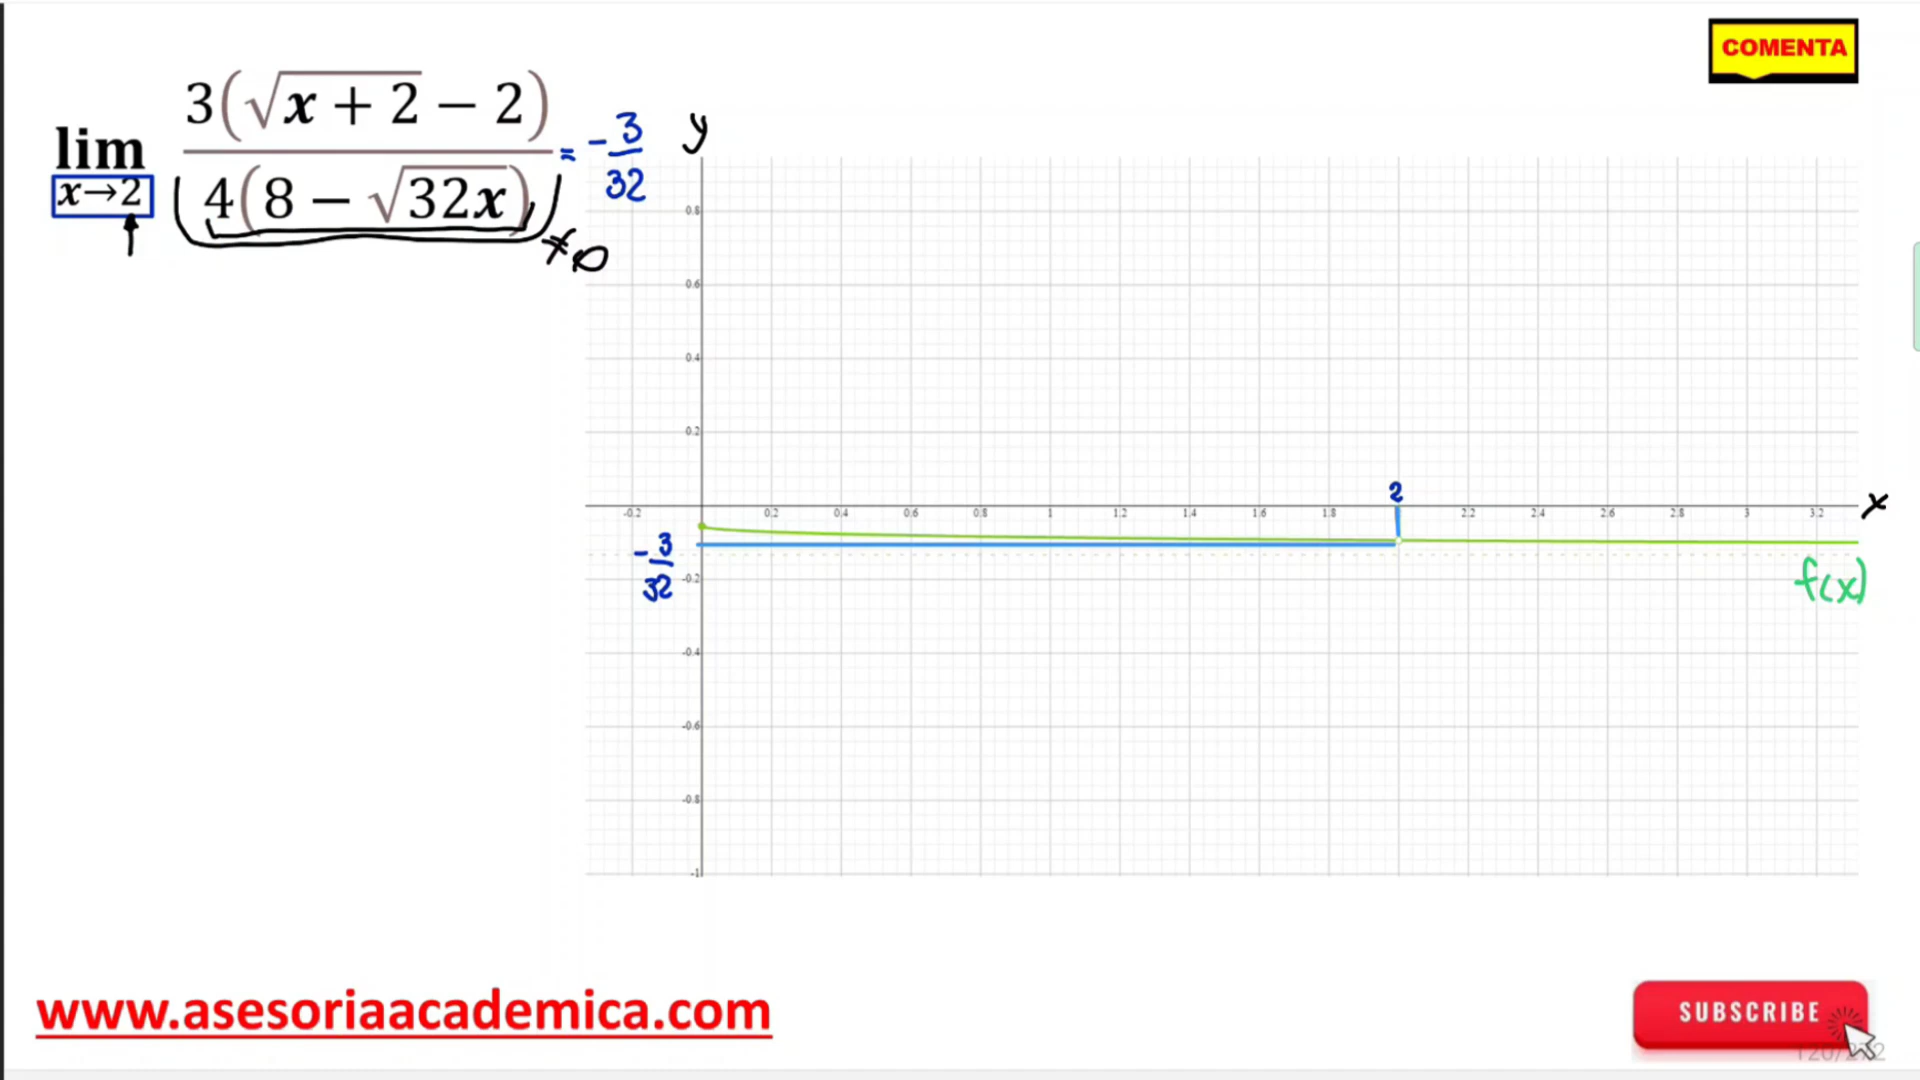 COMENTA
lim x→2 3(√x + 2 − 2) / 4(8 − √32x) = -3/32
≠0
y
0.8
0.6
0.4
0.2
2
-0.2 0.2 0.4 0.6 0.8 1 1.2 1.4 1.6 1.8 2.2 2.4 2.6 2.8 3 3.2 x
-3/32
-0.2
f(x)
-0.4
-0.6
-0.8
-1
www.asesoriaacademica.com
SUBSCRIBE